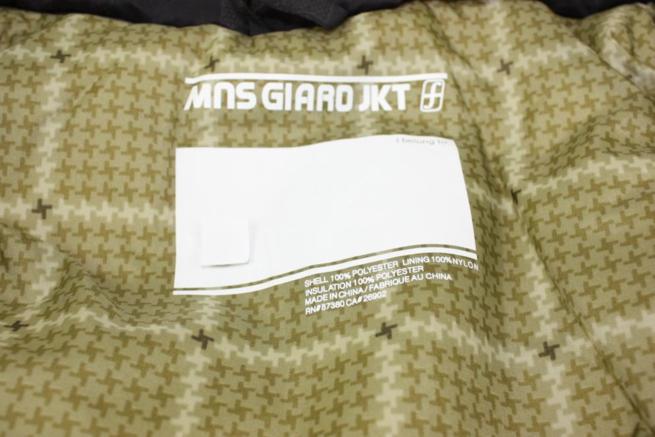 MNS GIARO JKT
I belong to
SHELL 100% POLYESTER LINING 100% NYLON
INSULATION 100% POLYESTER
MADE IN CHINA / FABRIQUE AU CHINA
RN#87380 CA#26902